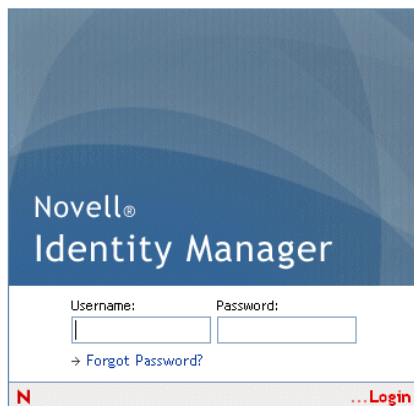 Novell®
Identity Manager
Username: Password:
→ Forgot Password?
N ...Login